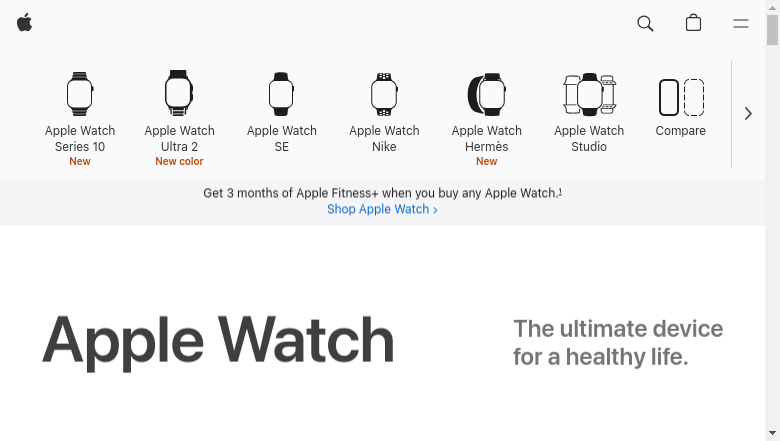 Apple Watch
Series 10
New
Apple Watch
Ultra 2
New color
Apple Watch
SE
Apple Watch
Nike
Apple Watch
Hermès
New
Apple Watch
Studio
Compare
Get 3 months of Apple Fitness+ when you buy any Apple Watch.¹
Shop Apple Watch >
Apple Watch
The ultimate device
for a healthy life.